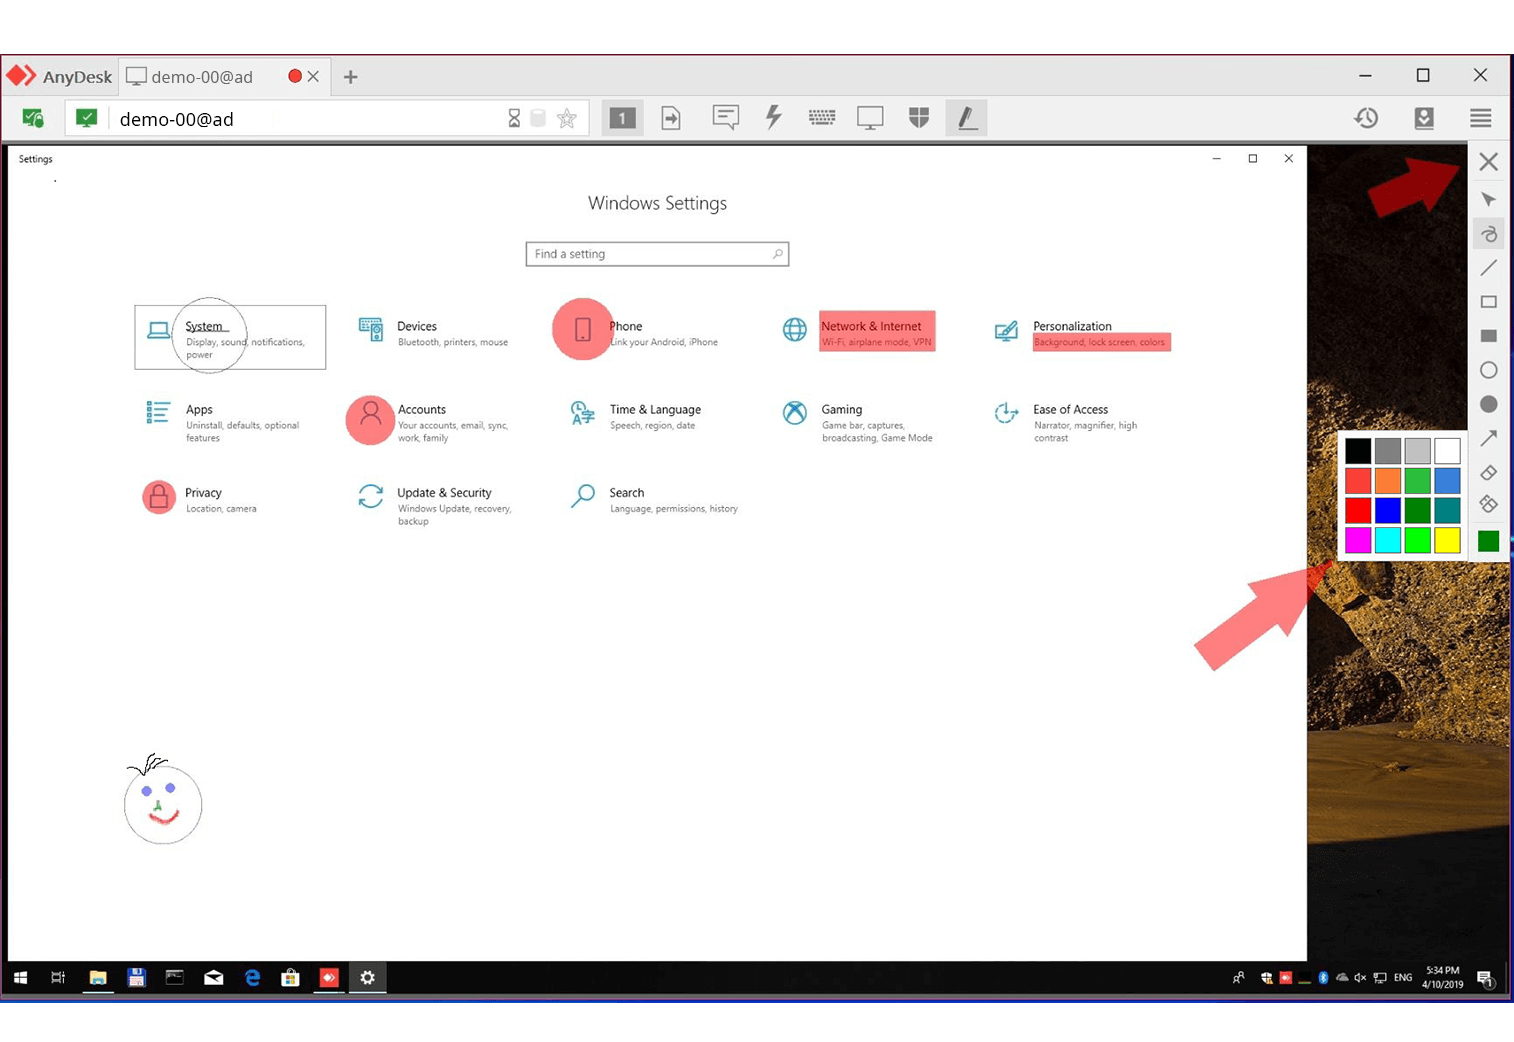 AnyDesk
demo-00@ad
demo-00@ad
1
Settings
Windows Settings
Find a setting
System
Display, sound, notifications,
power
Devices
Bluetooth, printers, mouse
Phone
Link your Android, iPhone
Network & Internet
Wi-Fi, airplane mode, VPN
Personalization
Background, lock screen, colors
Apps
Uninstall, defaults, optional
features
Accounts
Your accounts, email, sync,
work, family
Time & Language
Speech, region, date
Gaming
Game bar, captures,
broadcasting, Game Mode
Ease of Access
Narrator, magnifier, high
contrast
Privacy
Location, camera
Update & Security
Windows Update, recovery,
backup
Search
Language, permissions, history
ENG
5:34 PM
4/10/2019
1